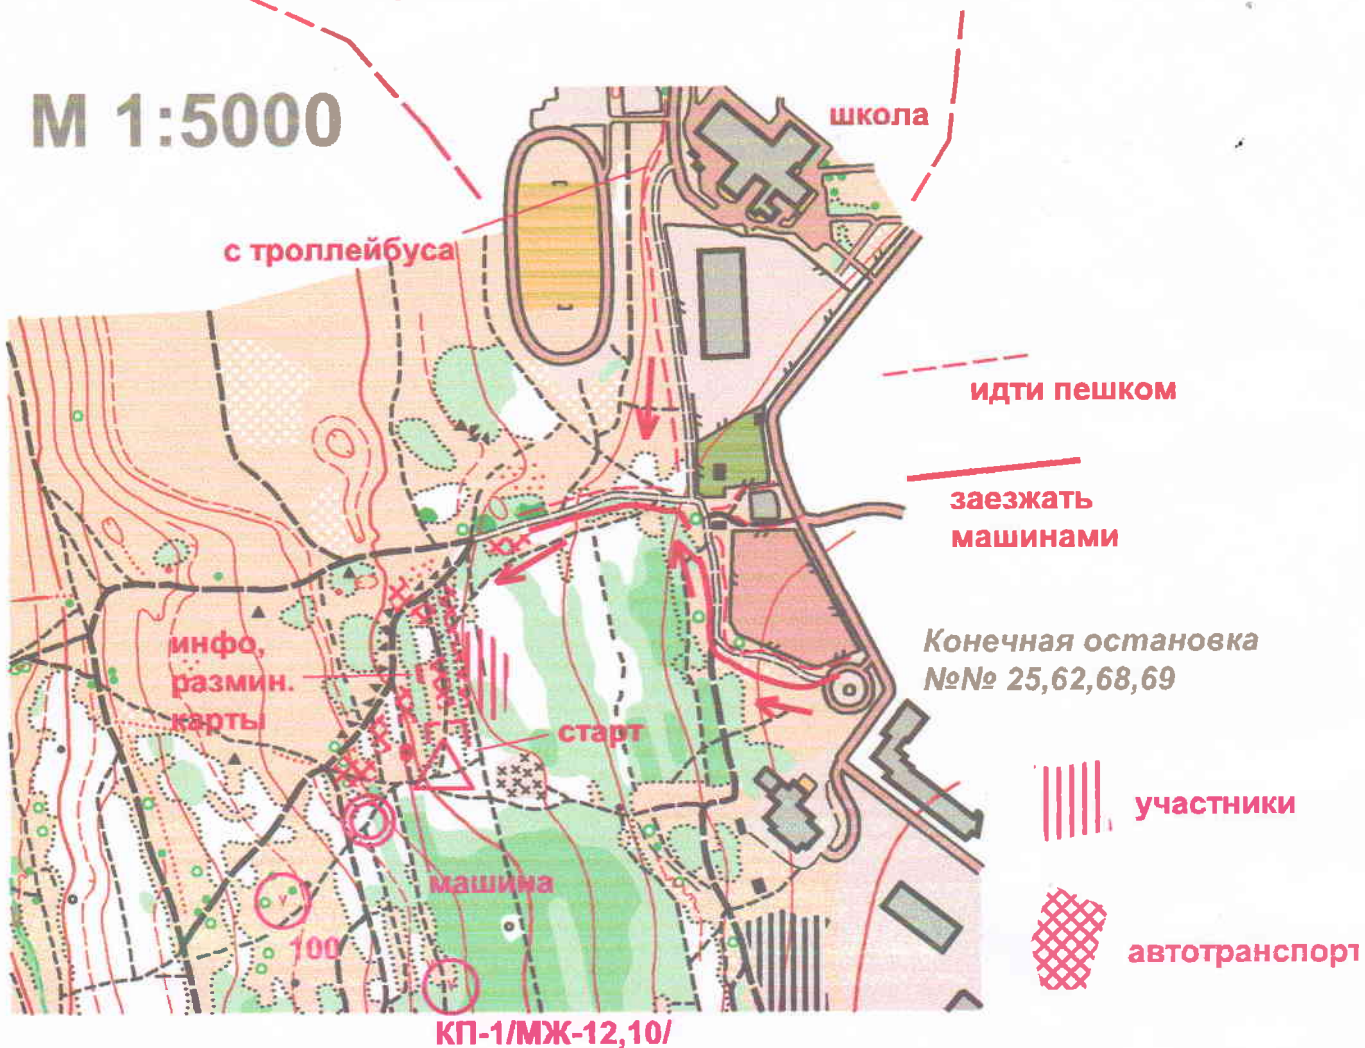 М 1:5000
школа
с троллейбуса
идти пешком
заезжать
машинами
инфо,
размин.
карты
Конечная остановка
№№ 25,62,68,69
старт
участники
машина
100
автотранспорт
КП-1/МЖ-12,10/